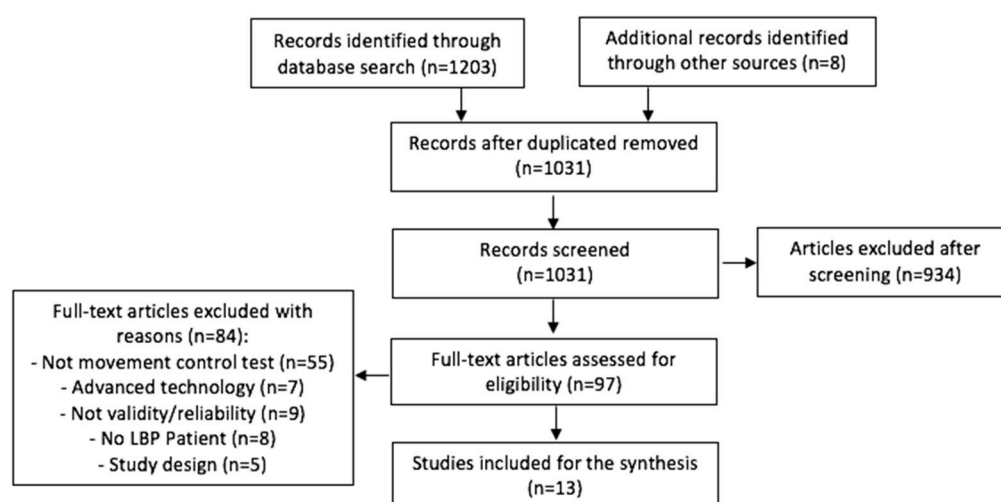 Records identified through
database search (n=1203)
Additional records identified
through other sources (n=8)
Records after duplicated removed
(n=1031)
Records screened
(n=1031)
Articles excluded after
screening (n=934)
Full-text articles excluded with
reasons (n=84):
- Not movement control test (n=55)
- Advanced technology (n=7)
- Not validity/reliability (n=9)
- No LBP Patient (n=8)
- Study design (n=5)
Full-text articles assessed for
eligibility (n=97)
Studies included for the synthesis
(n=13)